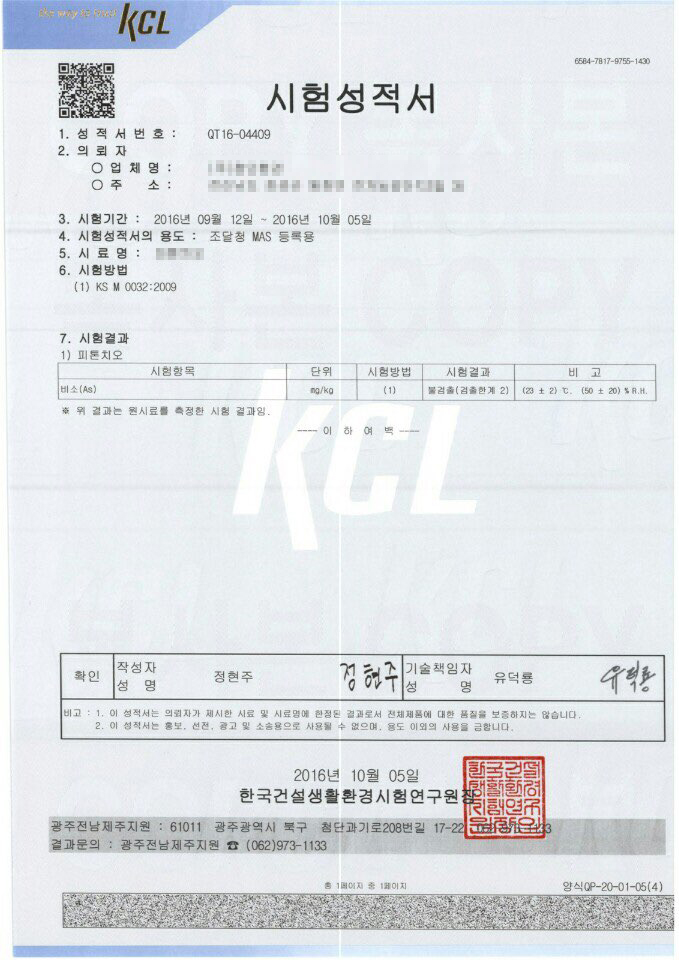 the way to trust KCL
6584-7817-9755-1430
시험성적서
1. 성 적 서 번 호 : QT16-04409
2. 의 뢰 자
○ 업 체 명 :
○ 주 소 :
3. 시험기간 : 2016년 09월 12일 ~ 2016년 10월 05일
4. 시험성적서의 용도 : 조달청 MAS 등록용
5. 시 료 명 :
6. 시험방법
(1) KS M 0032:2009
7. 시험결과
1) 피톤치오
시험항목 단위 시험방법 시험결과 비 고
비소(As) mg/kg (1) 불검출(검출한계 2) (23 ± 2) ℃, (50 ± 20) % R.H.
※ 위 결과는 원시료를 측정한 시험 결과임.
---- 이 하 여 백 ----
KCL
확인 작성자 성 명 정현주 정현주 기술책임자 성 명 유덕룡 유덕룡
비고 : 1. 이 성적서는 의뢰자가 제시한 시료 및 시료명에 한정된 결과로서 전체제품에 대한 품질을 보증하지는 않습니다.
2. 이 성적서는 홍보, 선전, 광고 및 소송용으로 사용될 수 없으며, 용도 이외의 사용을 금합니다.
2016년 10월 05일
한국건설생활환경시험연구원장
광주전남제주지원 : 61011 광주광역시 북구 첨단과기로208번길 17-22
결과문의 : 광주전남제주지원 ☎ (062)973-1133
총 1페이지 중 1페이지
양식QP-20-01-05(4)